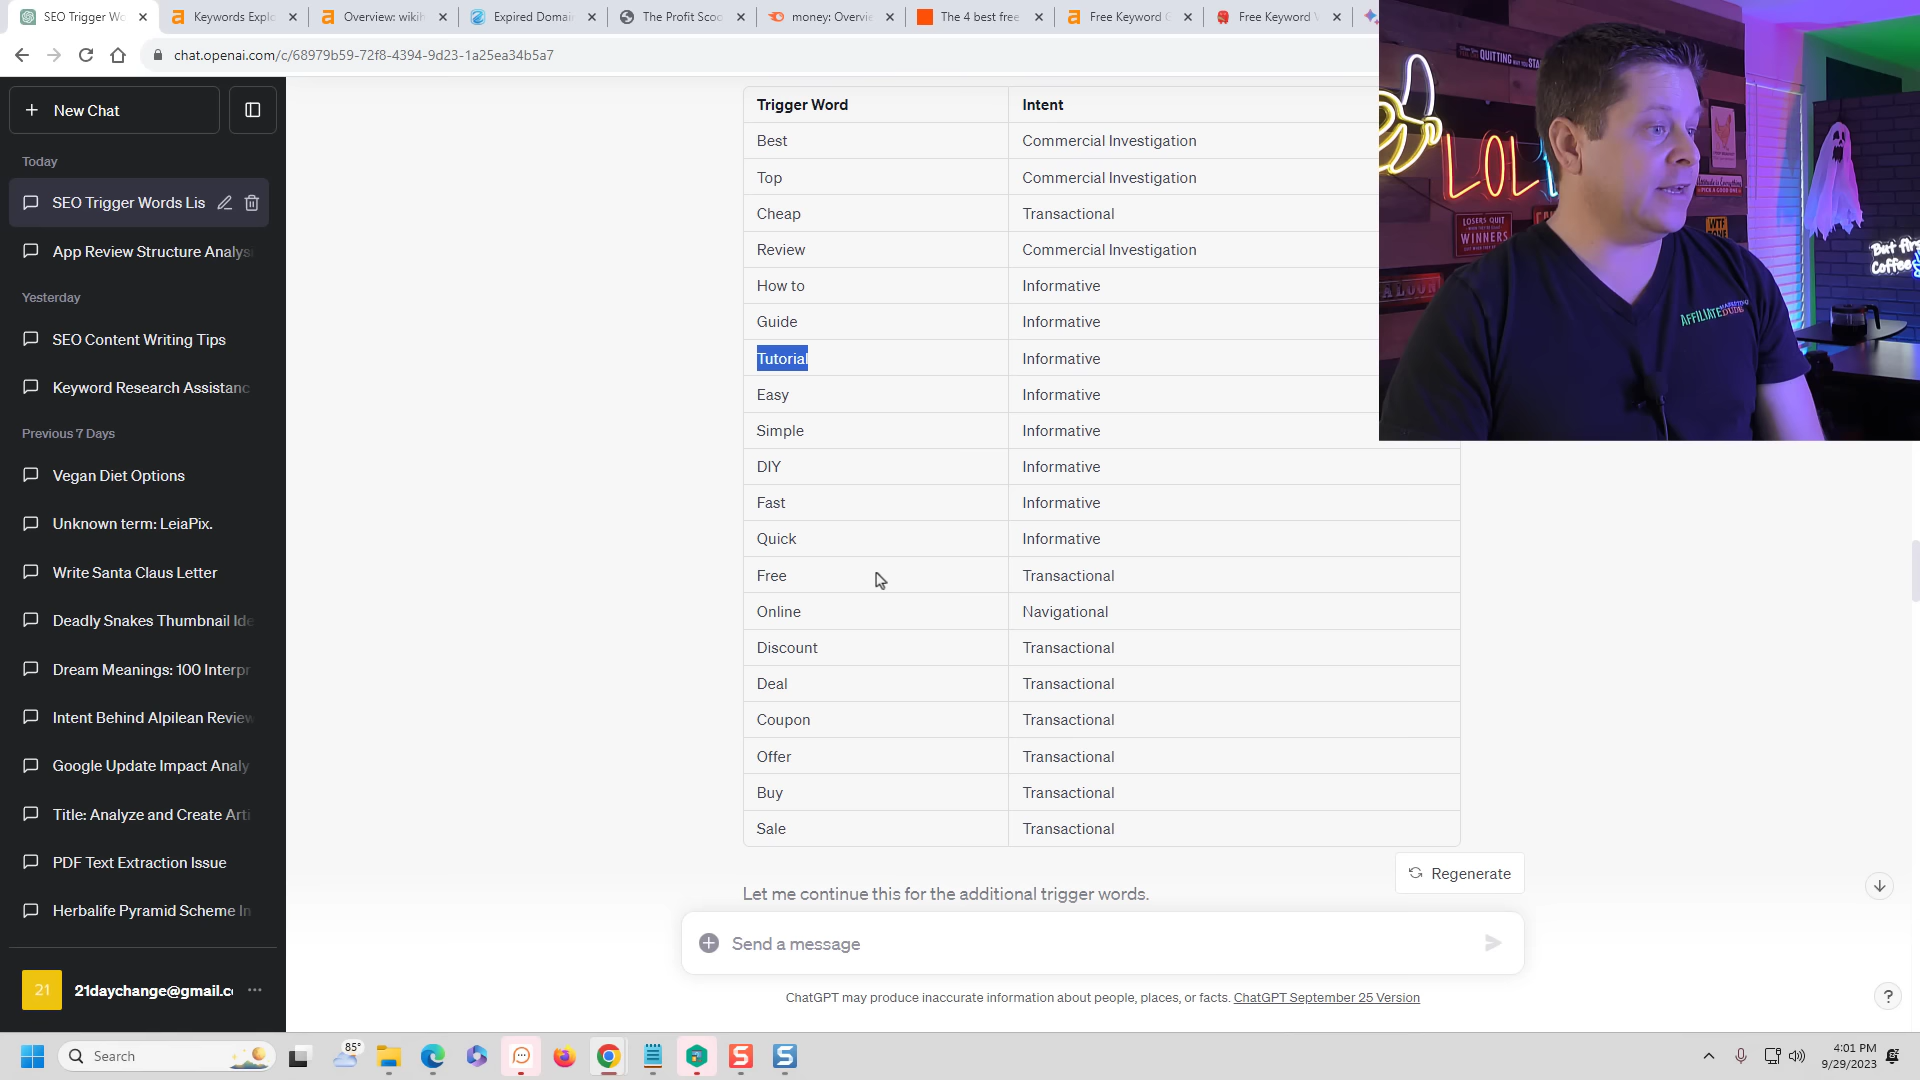 SEO Trigger Wo
Keywords Explo
Overview: wikih
Expired Domai
The Profit Scoo
money: Overvie
The 4 best free
Free Keyword G
Free Keyword
chat.openai.com/c/68979b59-72f8-4394-9d23-1a25ea34b5a7
New Chat
Today
SEO Trigger Words Lis
App Review Structure Analys
Yesterday
SEO Content Writing Tips
Keyword Research Assistanc
Previous 7 Days
Vegan Diet Options
Unknown term: LeiaPix.
Write Santa Claus Letter
Deadly Snakes Thumbnail Ide
Dream Meanings: 100 Interpr
Intent Behind Alpilean Review
Google Update Impact Analy
Title: Analyze and Create Arti
PDF Text Extraction Issue
Herbalife Pyramid Scheme In
21
21daychange@gmail.c
Trigger Word Intent
Best Commercial Investigation
Top Commercial Investigation
Cheap Transactional
Review Commercial Investigation
How to Informative
Guide Informative
Tutorial Informative
Easy Informative
Simple Informative
DIY Informative
Fast Informative
Quick Informative
Free Transactional
Online Navigational
Discount Transactional
Deal Transactional
Coupon Transactional
Offer Transactional
Buy Transactional
Sale Transactional
Regenerate
Let me continue this for the additional trigger words.
Send a message
ChatGPT may produce inaccurate information about people, places, or facts. ChatGPT September 25 Version
?
QUITTING
LOL
LOSERS QUIT
WINNERS
SALOON
But first
Coffee
AFFILIATE
MARKETING
DUDE
Search
85°
4:01 PM
9/29/2023